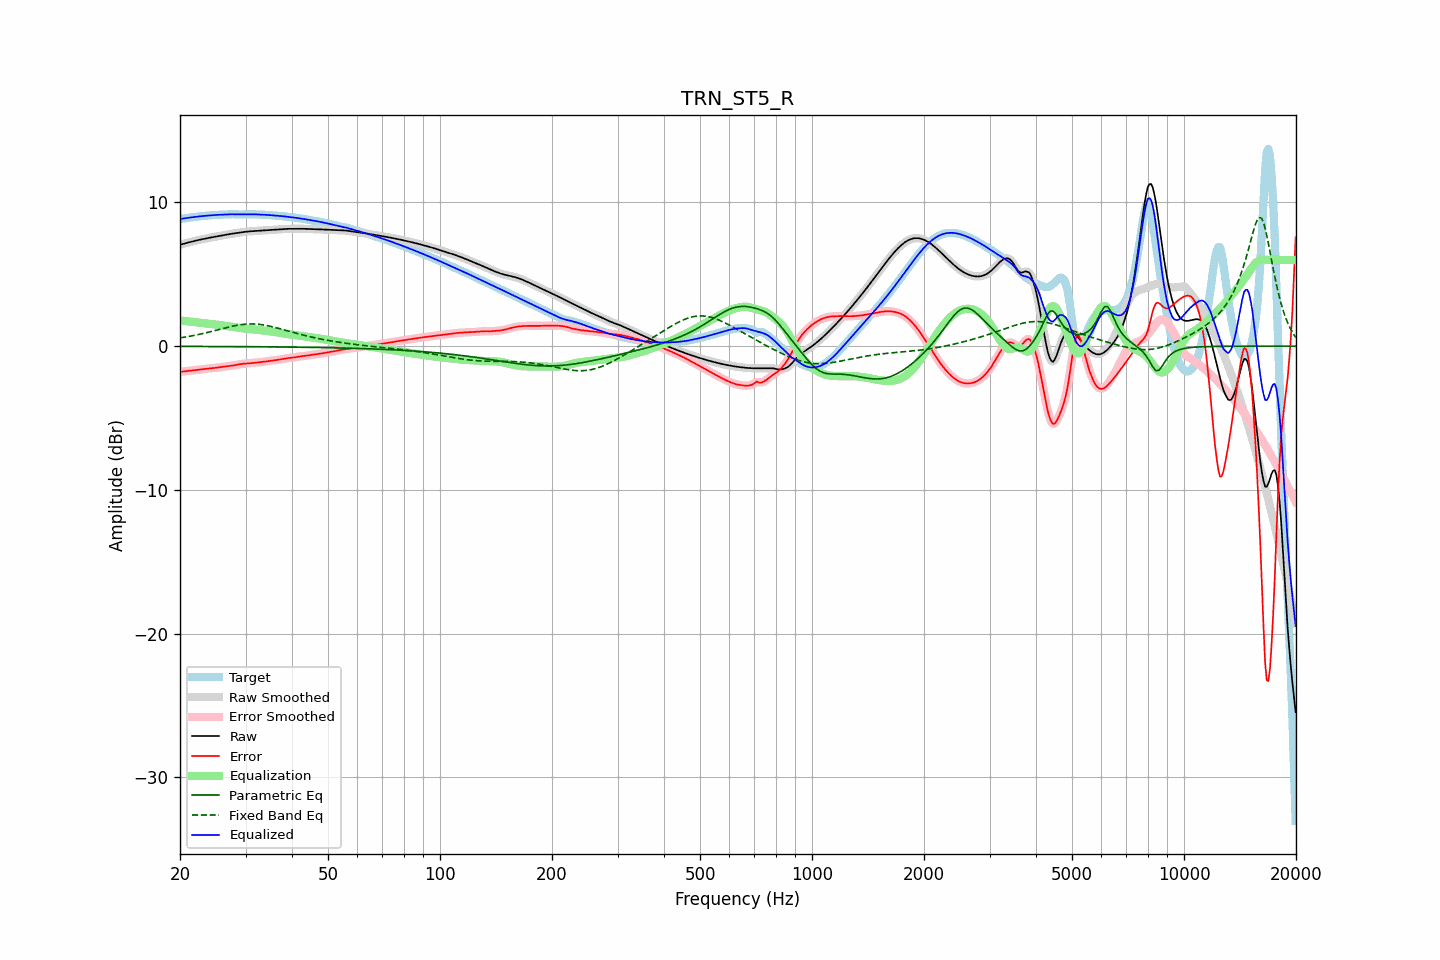 TRN_ST5_R
Amplitude (dBr)
10
0
−10
−20
−30
Target
Raw Smoothed
Error Smoothed
Raw
Error
Equalization
Parametric Eq
Fixed Band Eq
Equalized
20 50 100 200 500 1000 2000 5000 10000 20000
Frequency (Hz)